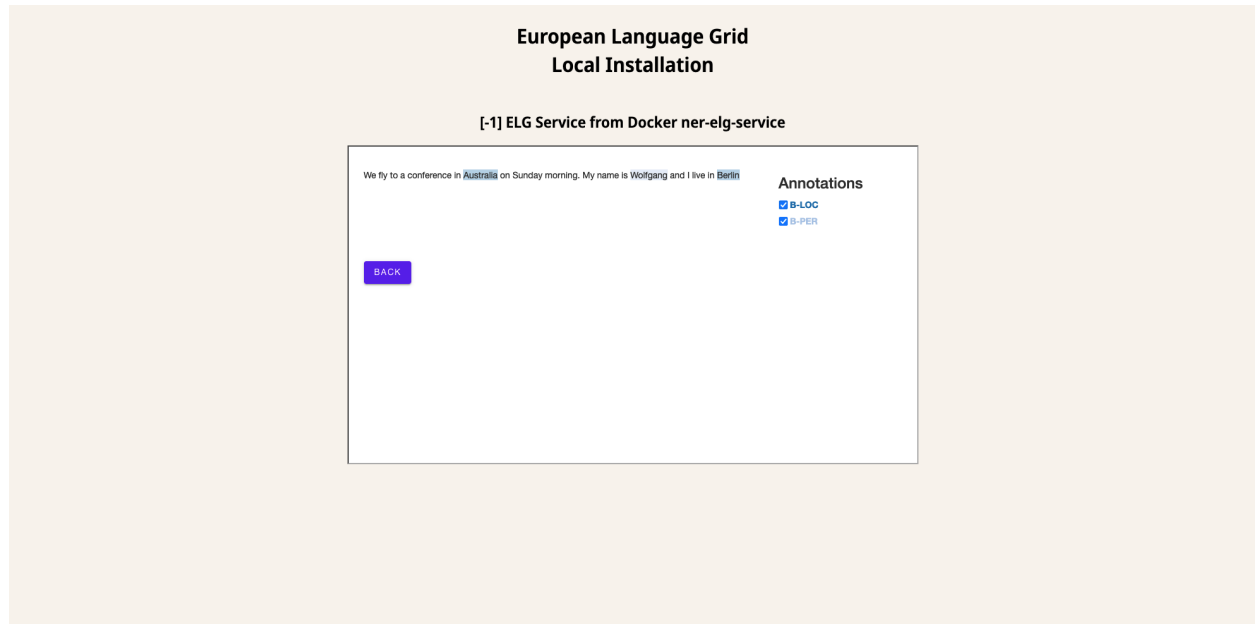 European Language Grid
Local Installation
[-1] ELG Service from Docker ner-elg-service
We fly to a conference in Australia on Sunday morning. My name is Wolfgang and I live in Berlin
Annotations
B-LOC
B-PER
BACK